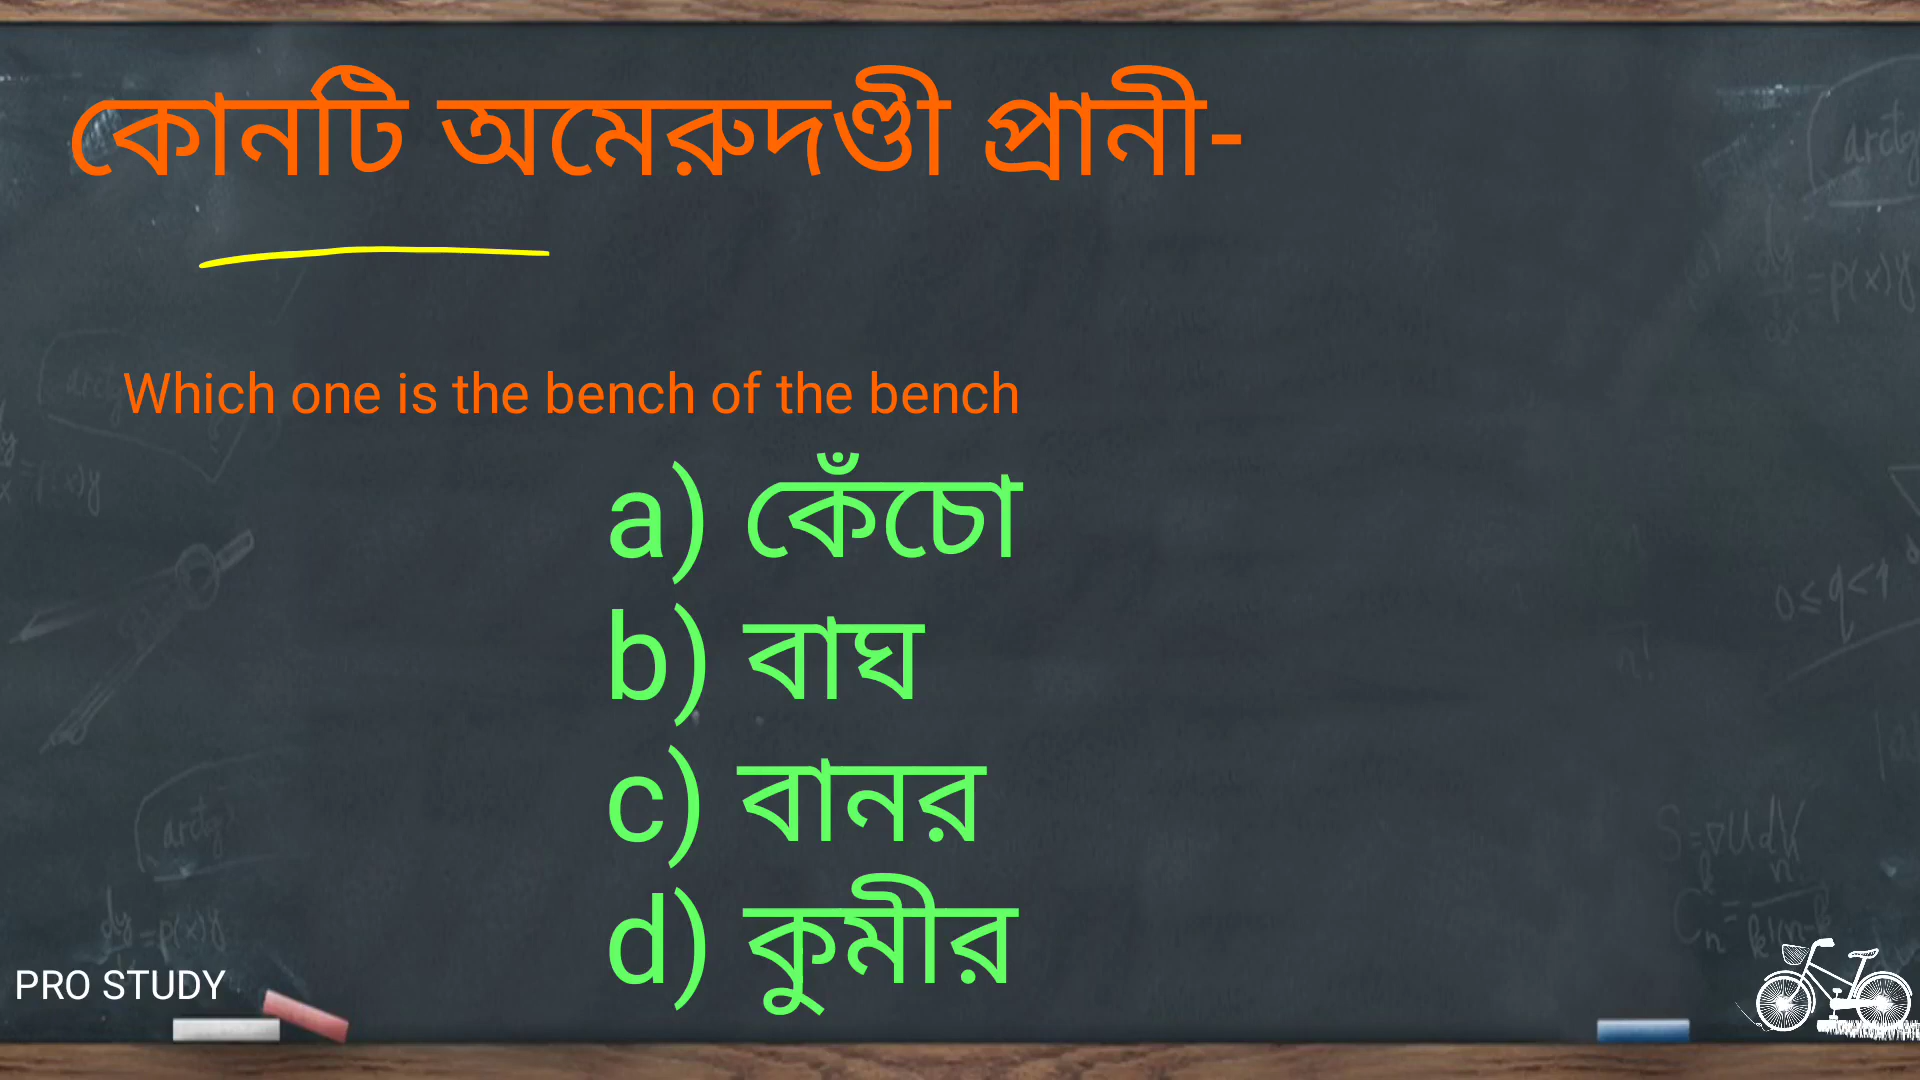 কোনটি অমেরুদণ্ডী প্রানী-
Which one is the bench of the bench
a) কেঁচো
b) বাঘ
c) বানর
d) কুমীর
PRO STUDY